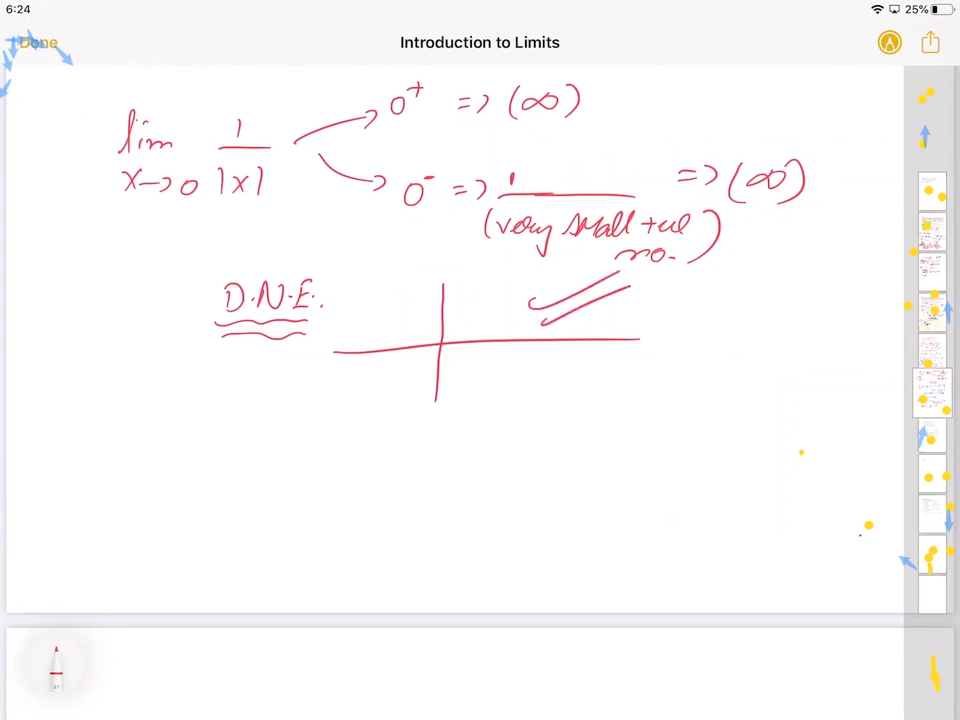 6:24
25%
Done
Introduction to Limits
lim x→0 1/|x|
→ 0⁺ => (∞)
→ 0⁻ => 1/(very small +ve no.) => (∞)
D.N.E.